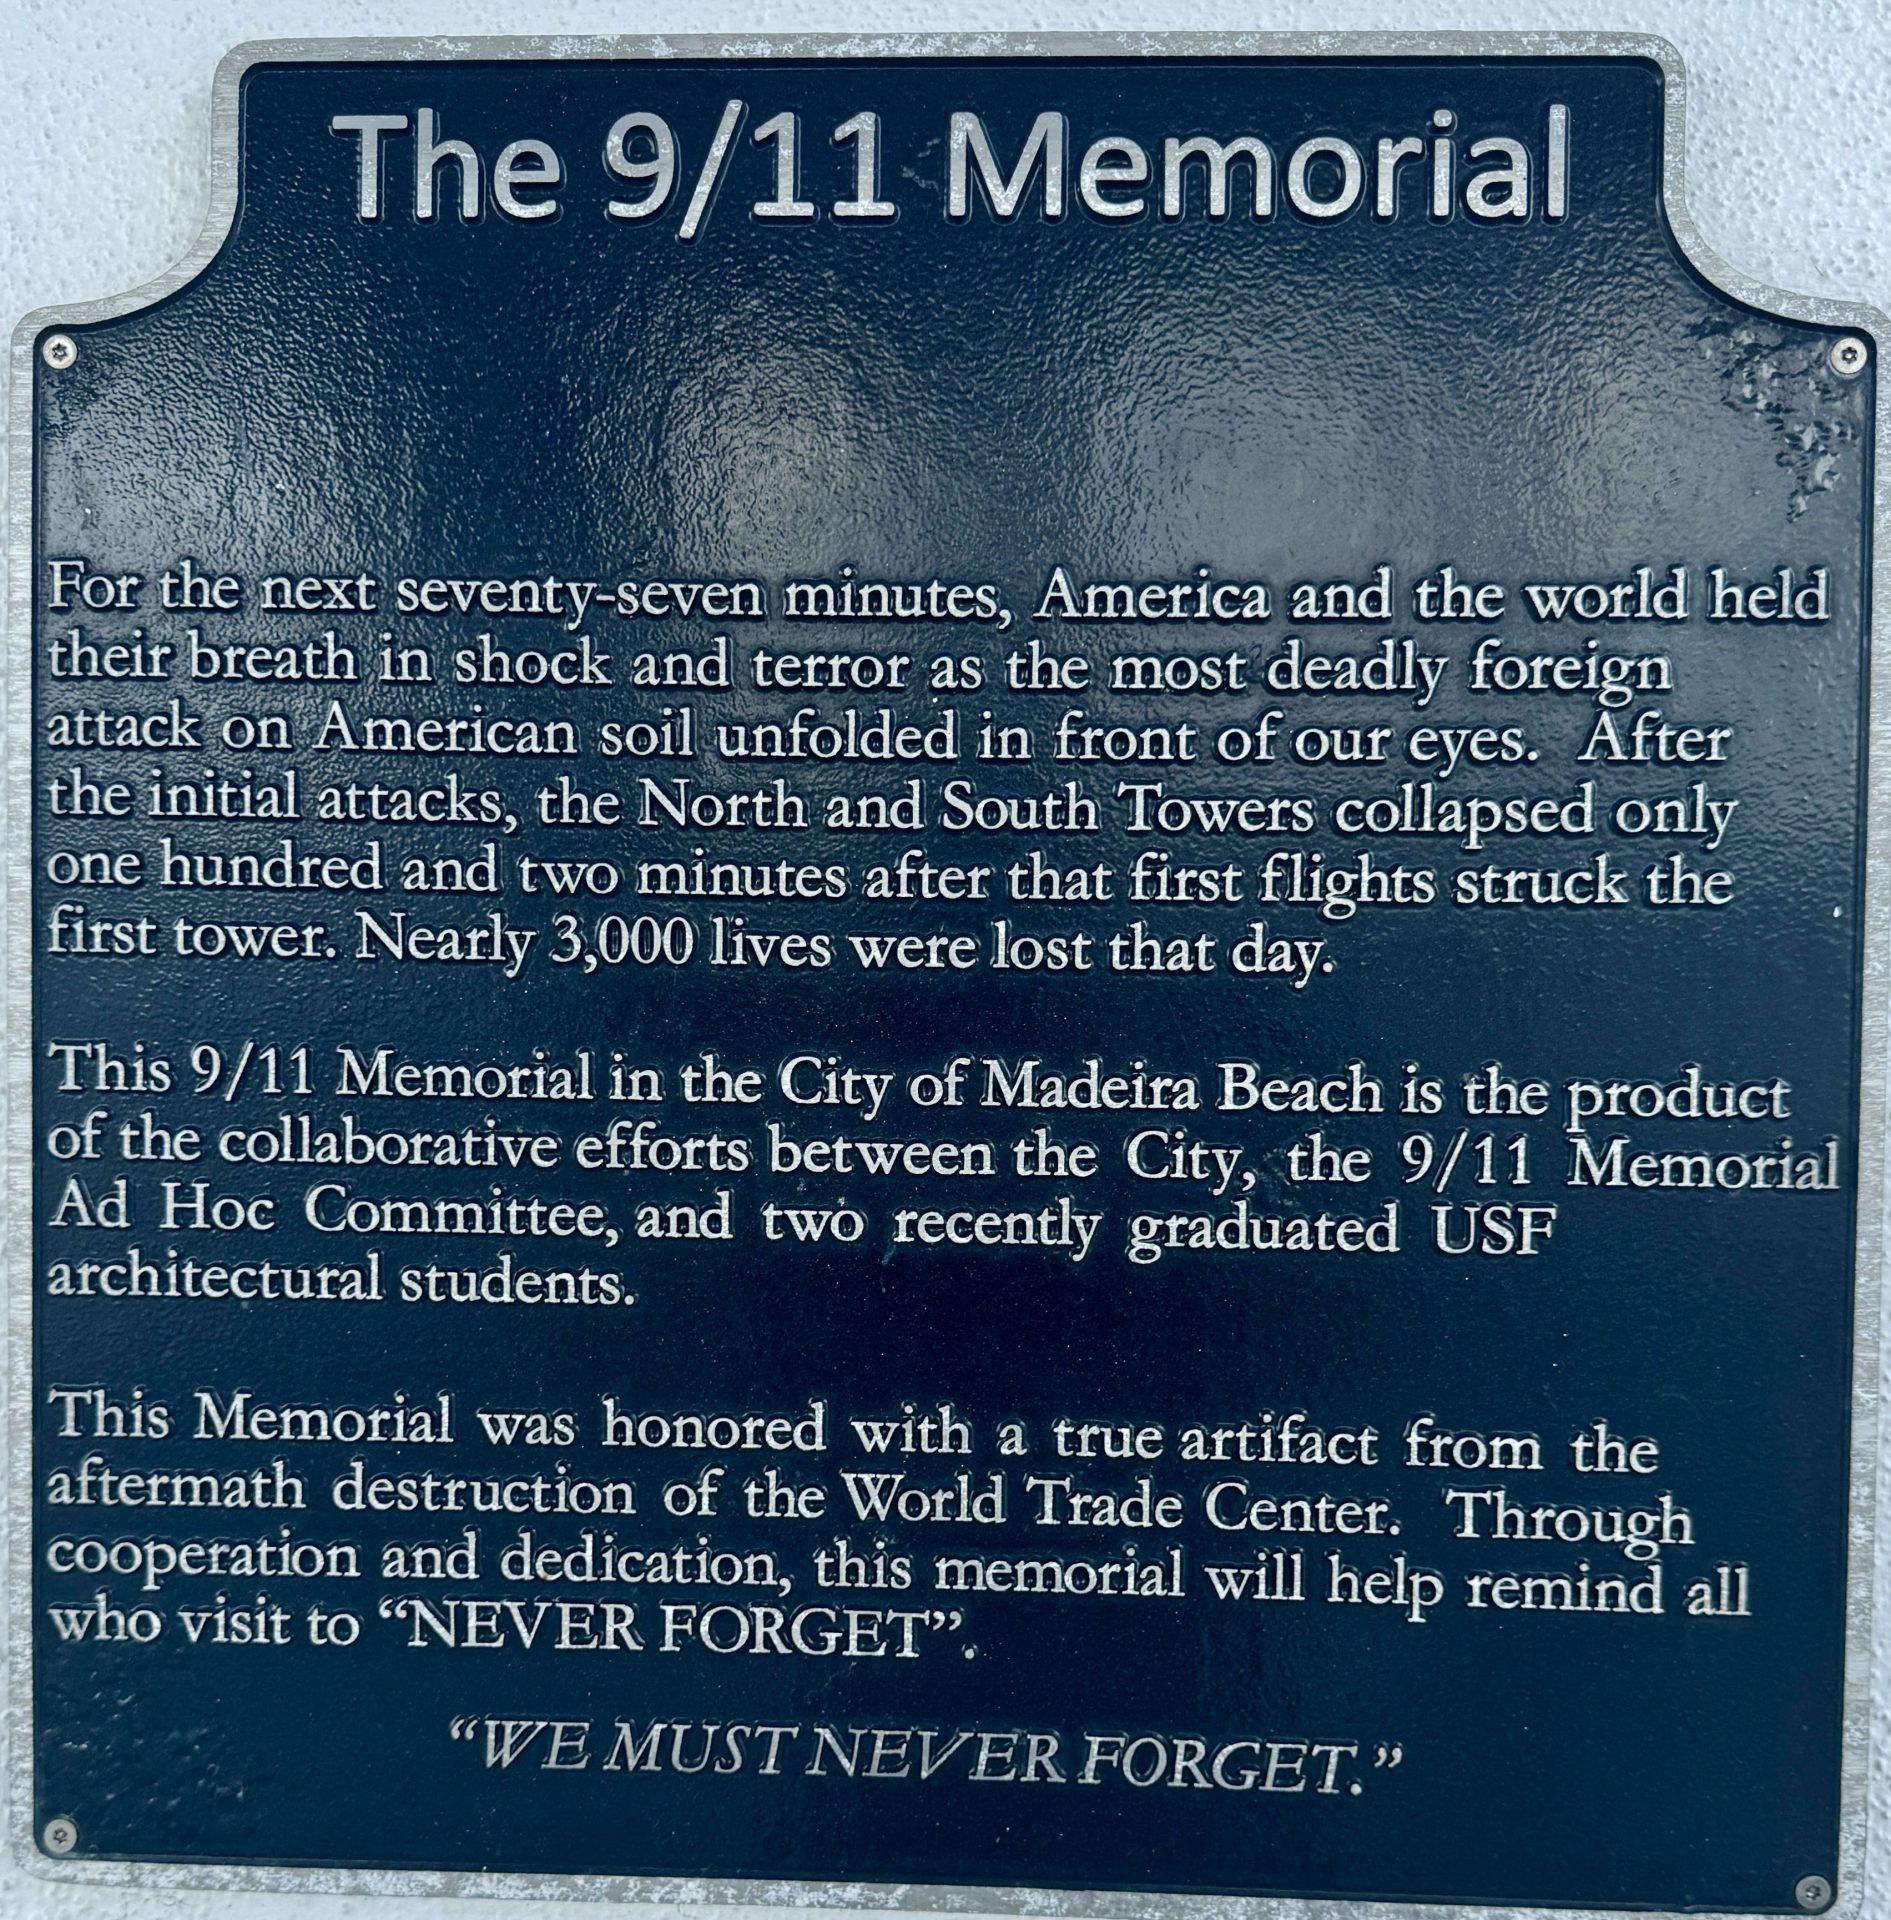 The 9/11 Memorial
For the next seventy-seven minutes, America and the world held
their breath in shock and terror as the most deadly foreign
attack on American soil unfolded in front of our eyes. After
the initial attacks, the North and South Towers collapsed only
one hundred and two minutes after that first flights struck the
first tower. Nearly 3,000 lives were lost that day.
This 9/11 Memorial in the City of Madeira Beach is the product
of the collaborative efforts between the City, the 9/11 Memorial
Ad Hoc Committee, and two recently graduated USF
architectural students.
This Memorial was honored with a true artifact from the
aftermath destruction of the World Trade Center. Through
cooperation and dedication, this memorial will help remind all
who visit to “NEVER FORGET”.
“WE MUST NEVER FORGET.”